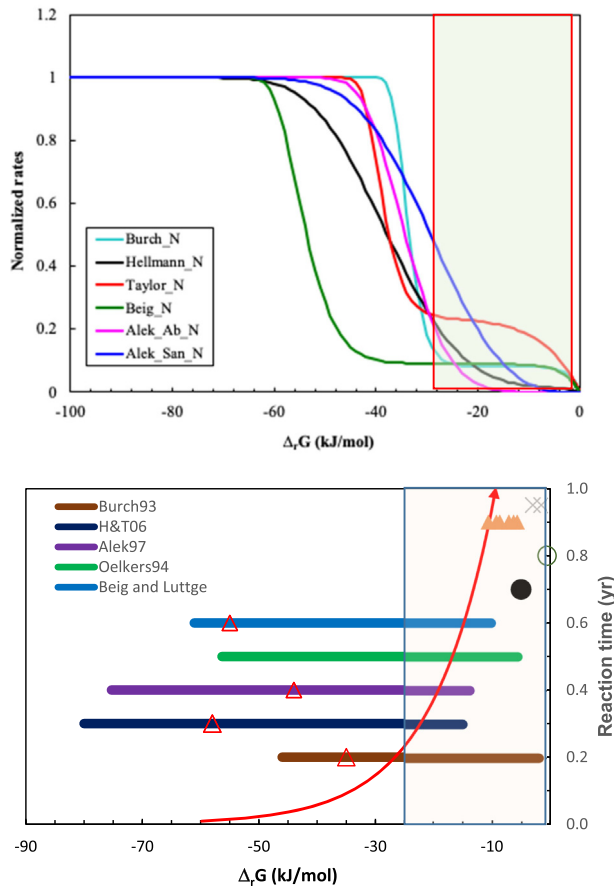 1.2
1
0.8
0.6
0.4
0.2
0
Normalized rates
Burch_N
Hellmann_N
Taylor_N
Beig_N
Alek_Ab_N
Alek_San_N
-100 -80 -60 -40 -20 0
ΔrG (kJ/mol)
Burch93
H&T06
Alek97
Oelkers94
Beig and Luttge
1.0
0.8
0.6
0.4
0.2
0.0
Reaction time (yr)
-90 -70 -50 -30 -10
ΔrG (kJ/mol)